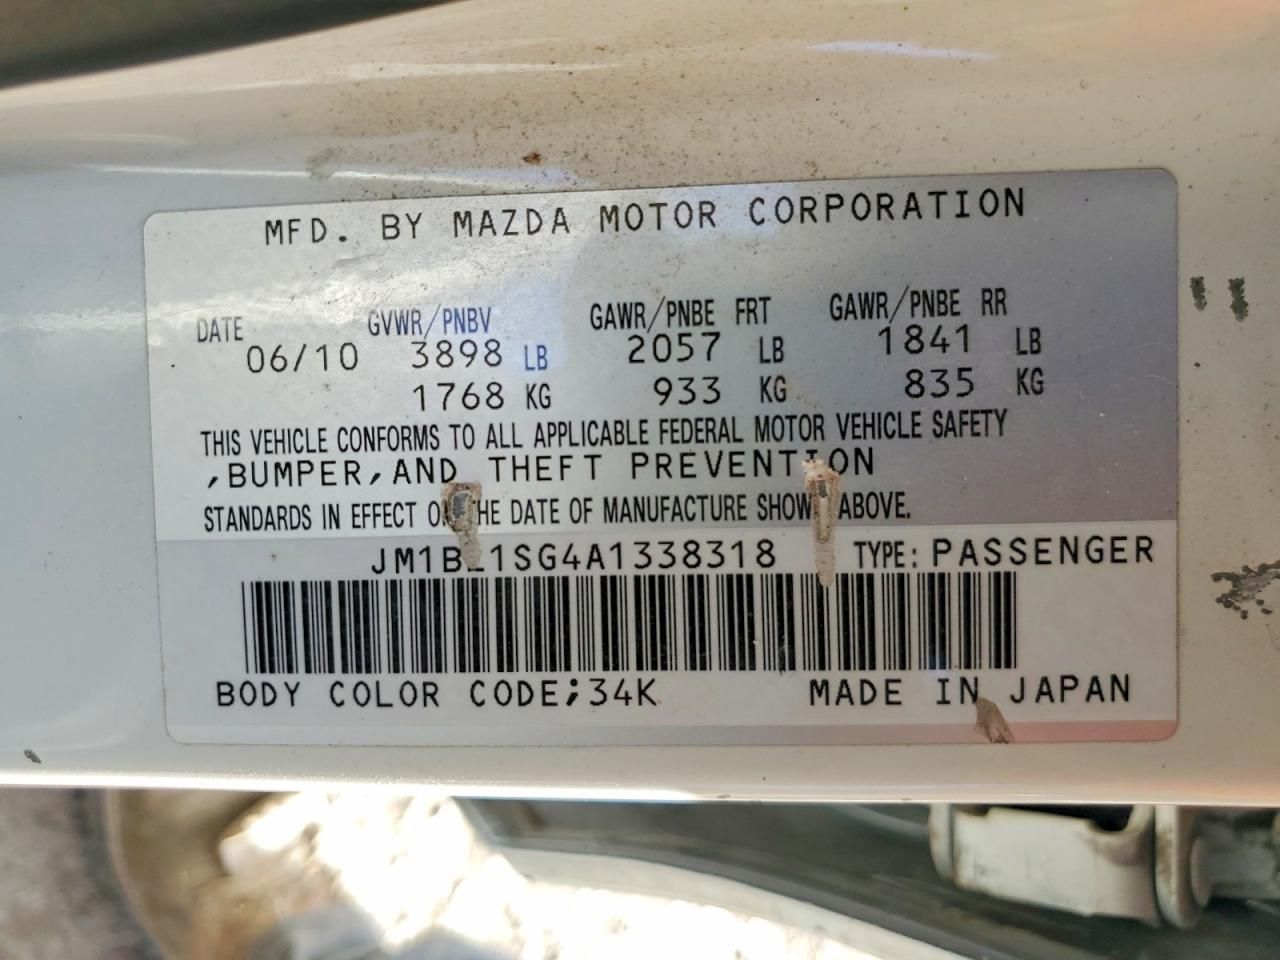 MFD. BY MAZDA MOTOR CORPORATION
DATE GVWR/PNBV GAWR/PNBE FRT GAWR/PNBE RR
06/10 3898 LB 2057 LB 1841 LB
1768 KG 933 KG 835 KG
THIS VEHICLE CONFORMS TO ALL APPLICABLE FEDERAL MOTOR VEHICLE SAFETY
,BUMPER,AND THEFT PREVENTION
STANDARDS IN EFFECT ON THE DATE OF MANUFACTURE SHOWN ABOVE.
TYPE: PASSENGER
BODY COLOR CODE;34K MADE IN JAPAN